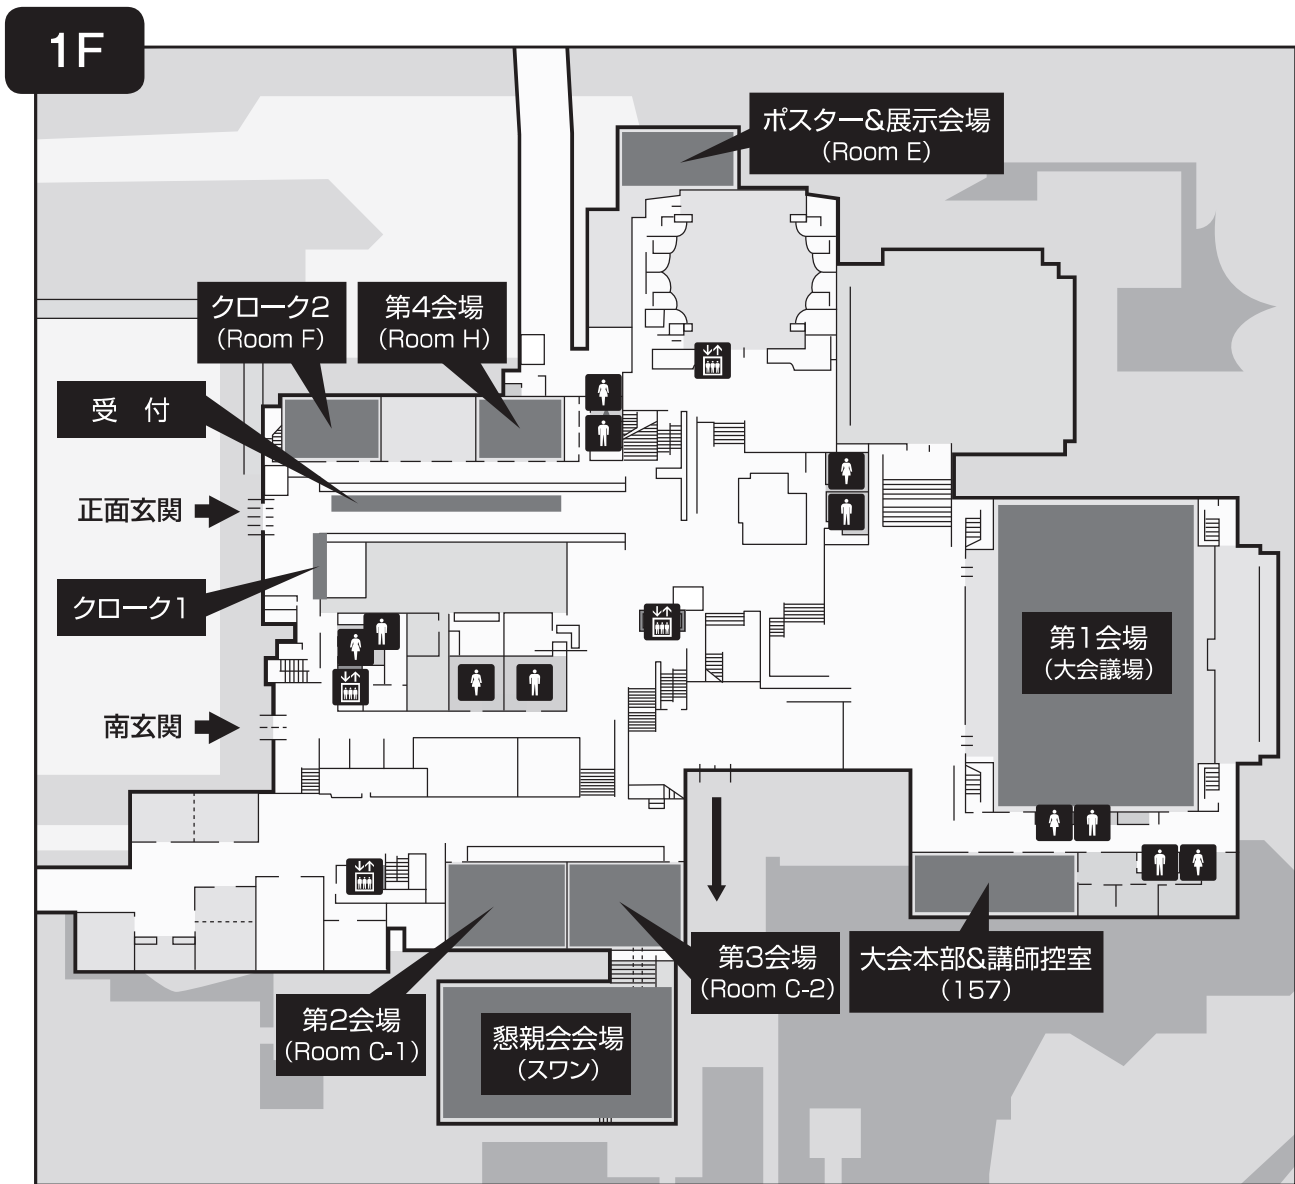 1F
ポスター&展示会場
(Room E)
クローク2
(Room F)
第4会場
(Room H)
受 付
正面玄関
クローク1
第1会場
(大会議場)
南玄関
第3会場
(Room C-2)
大会本部&講師控室
(157)
第2会場
(Room C-1)
懇親会会場
(スワン)